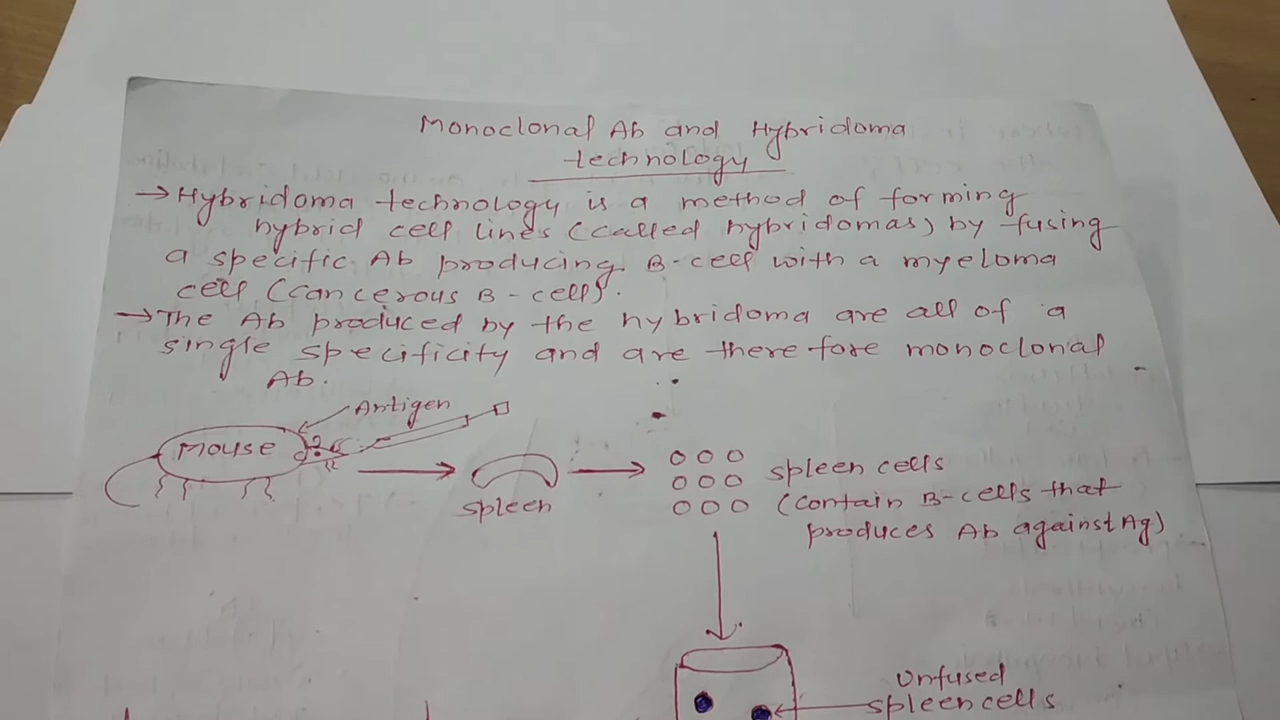 Monoclonal Ab and Hybridoma
technology
→ Hybridoma technology is a method of forming
hybrid cell lines (called hybridomas) by fusing
a specific Ab producing B-cell with a myeloma
cell (cancerous B-cell).
→ The Ab produced by the hybridoma are all of a
single specificity and are therefore monoclonal
Ab.
Antigen
Mouse
spleen
spleen cells
(contain B-cells that
produces Ab against Ag)
Unfused
spleen cells